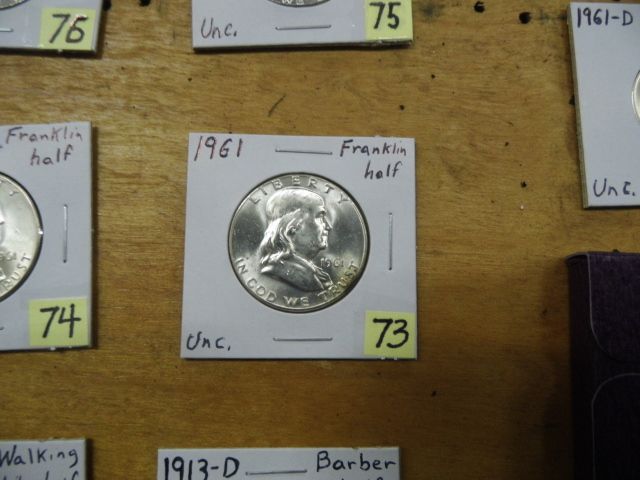 76
Unc.
75
1961-D
Unc.
Franklin
half
TRUST
74
1961
Franklin
half
LIBERTY
1961
IN GOD WE TRUST
Unc.
73
Walking
1913-D
Barber